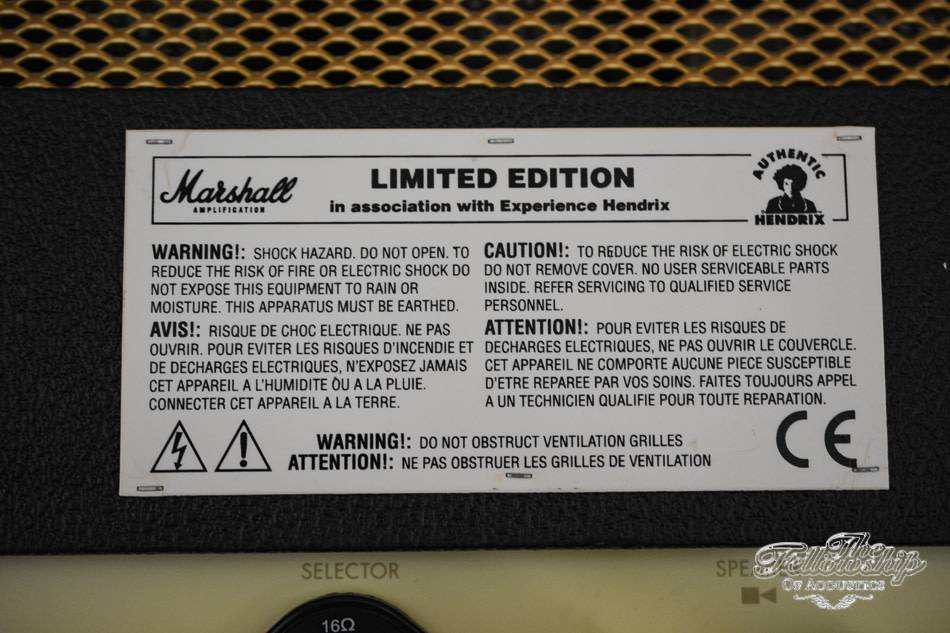 Marshall
AMPLIFICATION
LIMITED EDITION
in association with Experience Hendrix
AUTHENTIC
HENDRIX
WARNING!: SHOCK HAZARD. DO NOT OPEN. TO
REDUCE THE RISK OF FIRE OR ELECTRIC SHOCK DO
NOT EXPOSE THIS EQUIPMENT TO RAIN OR
MOISTURE. THIS APPARATUS MUST BE EARTHED.
AVIS!: RISQUE DE CHOC ELECTRIQUE. NE PAS
OUVRIR. POUR EVITER LES RISQUES D'INCENDIE ET
DE DECHARGES ELECTRIQUES, N'EXPOSEZ JAMAIS
CET APPAREIL A L'HUMIDITE ÒU A LA PLUIE.
CONNECTER CET APPAREIL A LA TERRE.
CAUTION!: TO REDUCE THE RISK OF ELECTRIC SHOCK
DO NOT REMOVE COVER. NO USER SERVICEABLE PARTS
INSIDE. REFER SERVICING TO QUALIFIED SERVICE
PERSONNEL.
ATTENTION!: POUR EVITER LES RISQUES DE
DECHARGES ELECTRIQUES, NE PAS OUVRIR LE COUVERCLE.
CET APPAREIL NE COMPORTE AUCUNE PIECE SUSCEPTIBLE
D'ETRE REPAREE PAR VOS SOINS. FAITES TOUJOURS APPEL
A UN TECHNICIEN QUALIFIE POUR TOUTE REPARATION.
WARNING!: DO NOT OBSTRUCT VENTILATION GRILLES
ATTENTION!: NE PAS OBSTRUER LES GRILLES DE VENTILATION
CE
SELECTOR
16Ω
The
Fellowship
OF ACOUSTICS